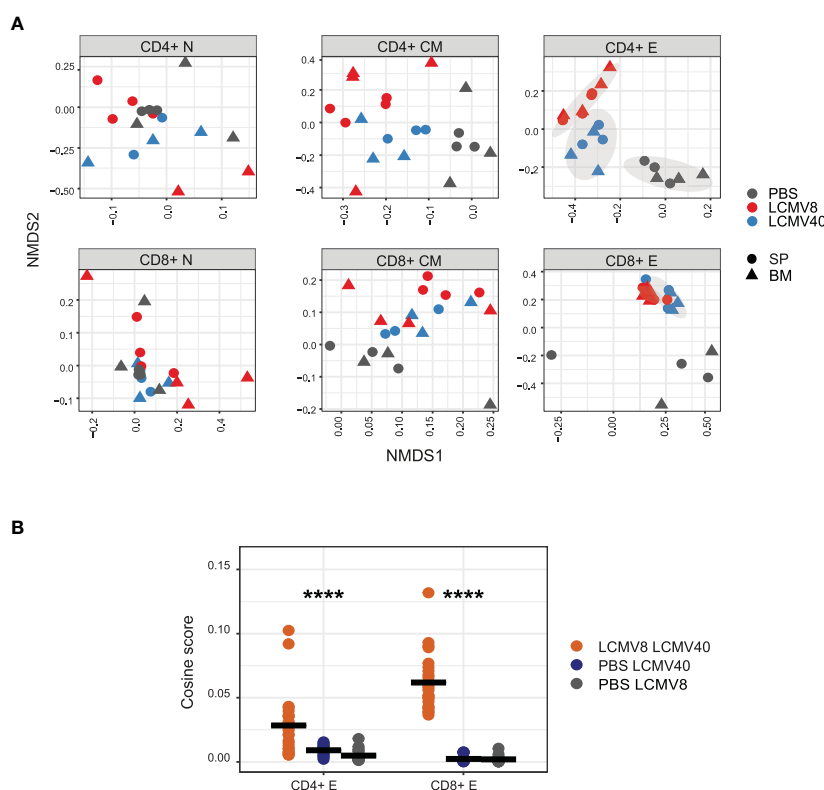 A
CD4+ N
CD4+ CM
CD4+ E
0.25
0.00
−0.25
−0.50
−0.1
0.0
0.1
0.4
0.2
0.0
−0.2
−0.4
−0.3
−0.2
−0.1
0.0
0.2
0.0
−0.2
−0.4
−0.2
0.0
0.2
NMDS2
PBS
LCMV8
LCMV40
SP
BM
CD8+ N
CD8+ CM
CD8+ E
0.2
0.1
0.0
−0.1
−0.2
0.0
0.2
0.4
0.2
0.1
0.0
−0.1
−0.2
0.00
0.05
0.10
0.15
0.20
0.25
0.4
0.2
0.0
−0.2
−0.4
−0.30
0.00
0.25
0.50
NMDS1
B
Cosine score
0.15
0.10
0.05
0.00
****
****
CD4+ E
CD8+ E
LCMV8 LCMV40
PBS LCMV40
PBS LCMV8